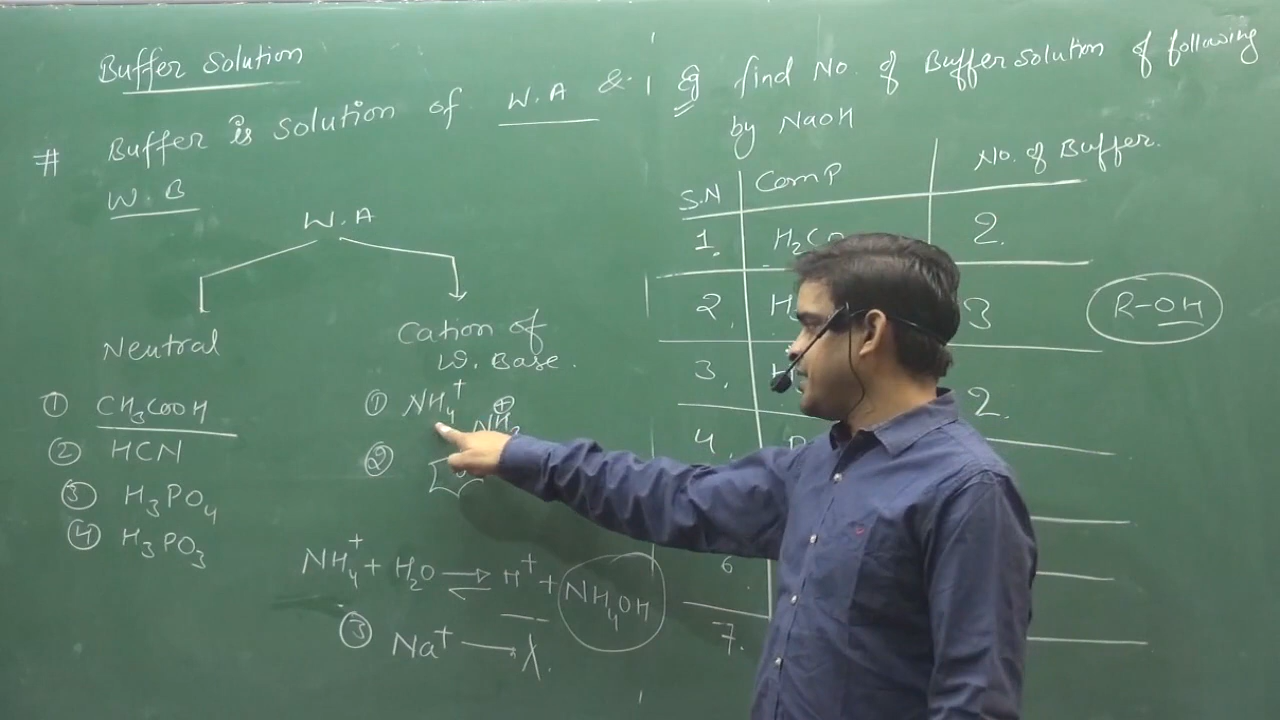 Buffer Solution
# Buffer is solution of W.A &
W.B
W.A
Neutral
① CH₃COOH
② HCN
③ H₃PO₄
④ H₃PO₃
Cation of
W. Base.
① NH₄⁺
②
NH₄⁺ + H₂O ⇌ H⁺ + NH₄OH
③ Na⁺ → X.
Eg find No. of Buffer Solution of following
by NaOH
S.N Comp No. of Buffer.
1. H₂CO 2.
2. H 3
3. H 2.
4.
6
7.
R-OH